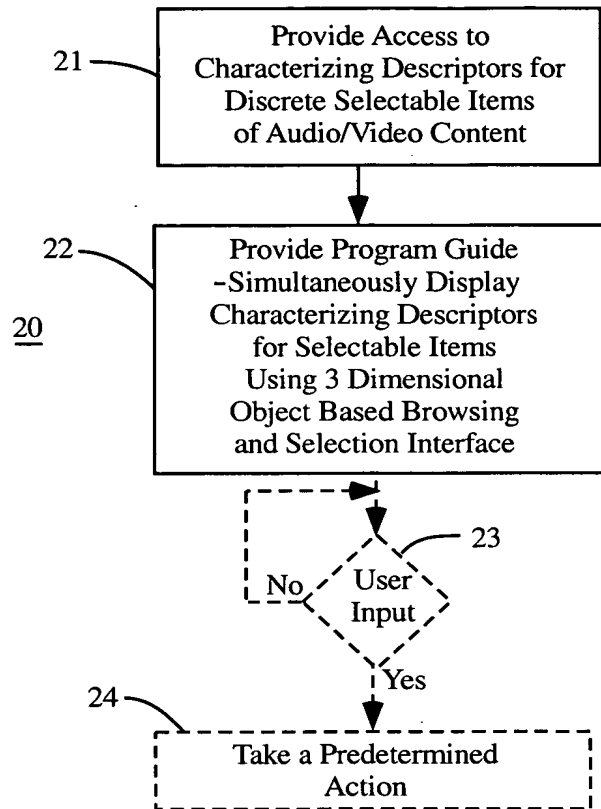 21
Provide Access to
Characterizing Descriptors for
Discrete Selectable Items
of Audio/Video Content
22
20
Provide Program Guide
-Simultaneously Display
Characterizing Descriptors
for Selectable Items
Using 3 Dimensional
Object Based Browsing
and Selection Interface
23
No
User
Input
Yes
24
Take a Predetermined
Action